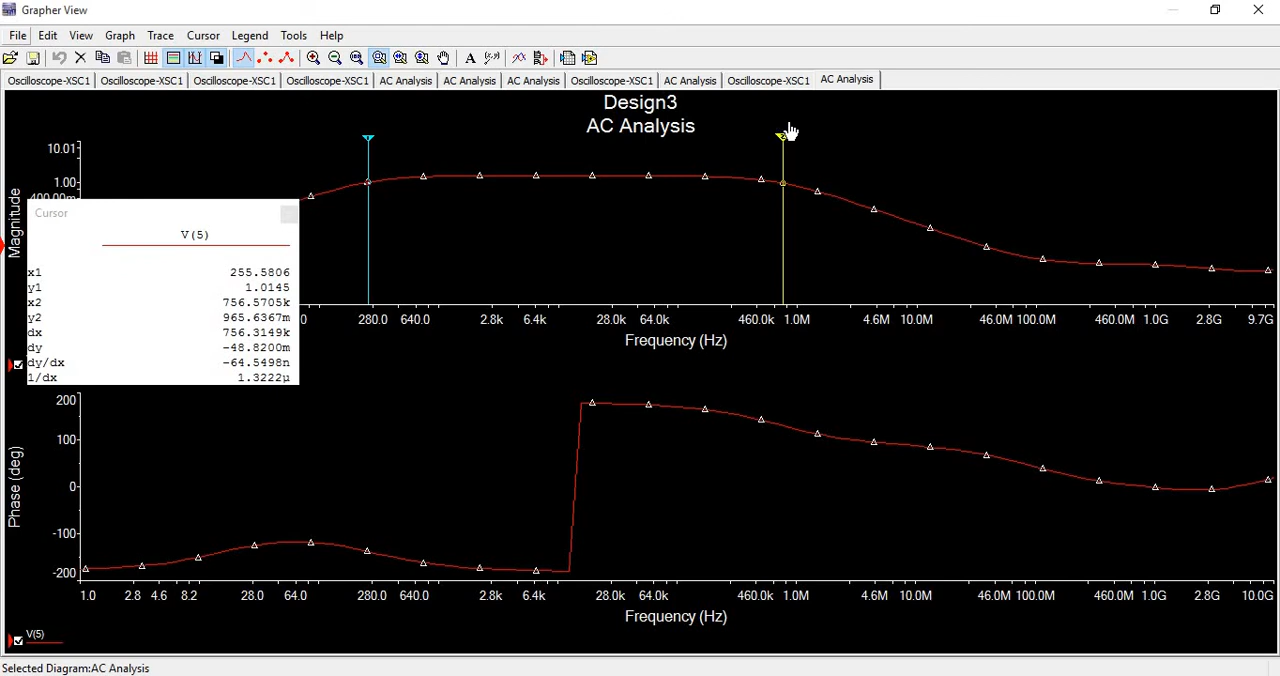 Grapher View
File Edit View Graph Trace Cursor Legend Tools Help
Oscilloscope-XSC1 Oscilloscope-XSC1 Oscilloscope-XSC1 Oscilloscope-XSC1 AC Analysis AC Analysis AC Analysis Oscilloscope-XSC1 AC Analysis Oscilloscope-XSC1 AC Analysis
Design3
AC Analysis
10.01
1.00
400.00m
Magnitude
Cursor
V(5)
x1 255.5806
y1 1.0145
x2 756.5705k
y2 965.6367m
dx 756.3149k
dy -48.8200m
dy/dx -64.5498n
1/dx 1.3222µ
0 280.0 640.0 2.8k 6.4k 28.0k 64.0k 460.0k 1.0M 4.6M 10.0M 46.0M 100.0M 460.0M 1.0G 2.8G 9.7G
Frequency (Hz)
200
100
0
-100
-200
Phase (deg)
1.0 2.8 4.6 8.2 28.0 64.0 280.0 640.0 2.8k 6.4k 28.0k 64.0k 460.0k 1.0M 4.6M 10.0M 46.0M 100.0M 460.0M 1.0G 2.8G 10.0G
Frequency (Hz)
V(5)
Selected Diagram:AC Analysis